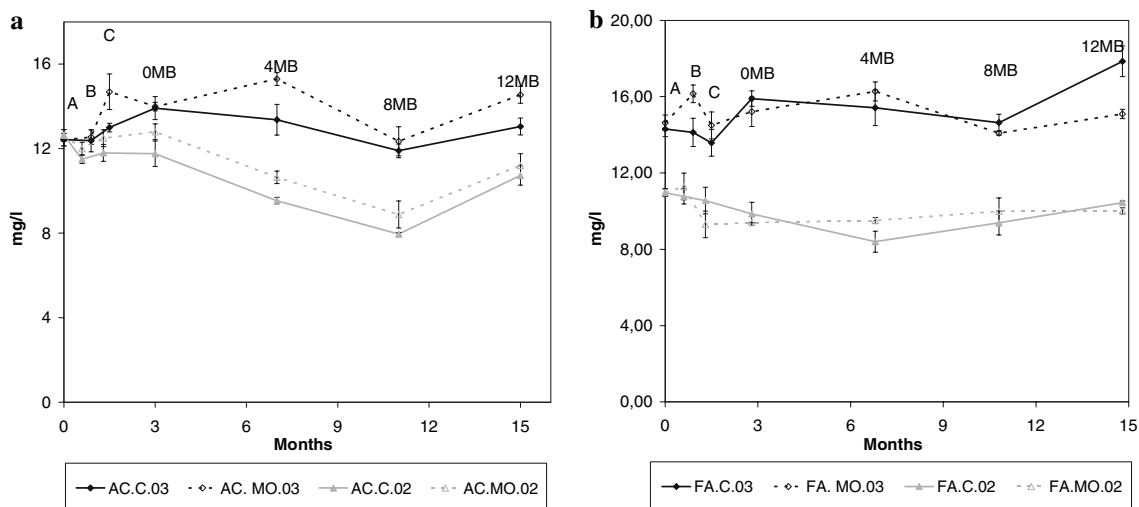 a
16
12
8
4
0
mg/l
A
B
C
0MB
4MB
8MB
12MB
0 3 6 9 12 15
Months
AC.C.03 AC. MO.03 AC.C.02 AC.MO.02
b
20,00
16,00
12,00
8,00
4,00
0,00
mg/l
A
B
C
0MB
4MB
8MB
12MB
0 3 6 9 12 15
Months
FA.C.03 FA. MO.03 FA.C.02 FA.MO.02